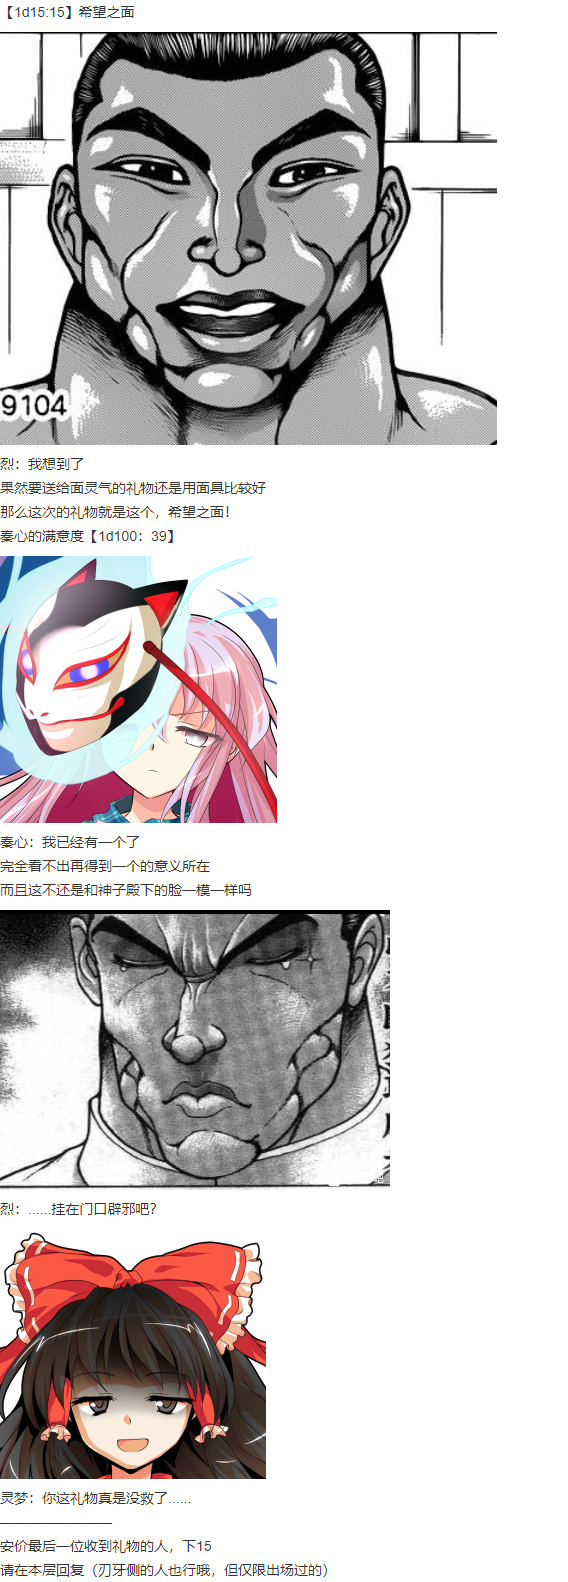 【1d15:15】希望之面
9104
烈：我想到了
果然要送给面灵气的礼物还是用面具比较好
那么这次的礼物就是这个，希望之面！
秦心的满意度【1d100：39】
秦心：我已经有一个了
完全看不出再得到一个的意义所在
而且这不还是和神子殿下的脸一模一样吗
烈：......挂在门口辟邪吧？
灵梦：你这礼物真是没救了......
————————
安价最后一位收到礼物的人，下15
请在本层回复（刃牙侧的人也行哦，但仅限出场过的）